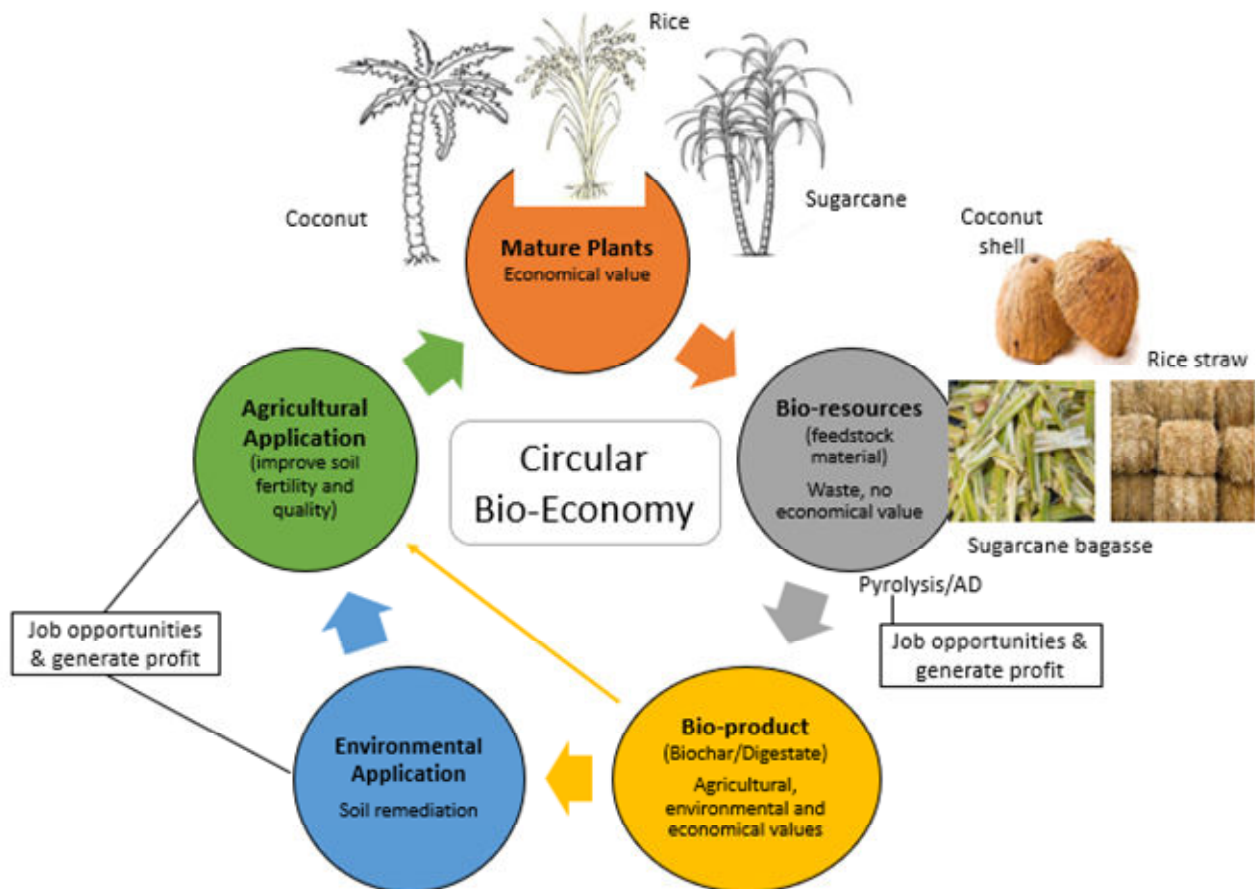 Rice
Coconut
Sugarcane
Mature Plants
Economical value
Coconut
shell
Rice straw
Bio-resources
(feedstock
material)
Waste, no
economical value
Sugarcane bagasse
Pyrolysis/AD
Job opportunities &
generate profit
Circular
Bio-Economy
Agricultural
Application
(improve soil
fertility and
quality)
Job opportunities
& generate profit
Environmental
Application
Soil remediation
Bio-product
(Biochar/Digestate)
Agricultural,
environmental and
economical values